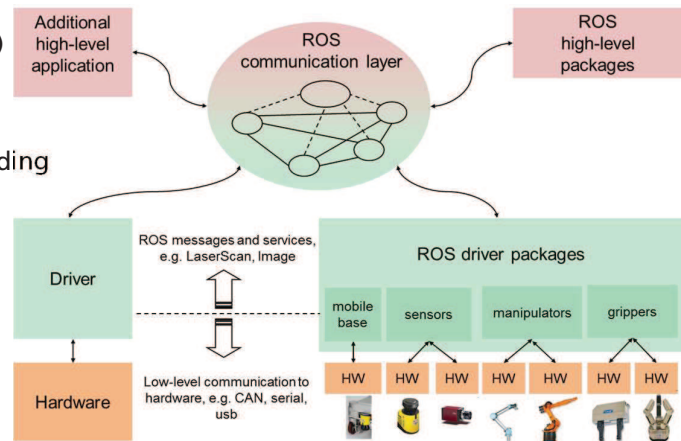 Additional
high-level
application
)
ROS
communication layer
ROS
high-level
packages
ding
Driver
ROS messages and services,
e.g. LaserScan, Image
ROS driver packages
mobile
base
sensors
manipulators
grippers
Hardware
Low-level communication to
hardware, e.g. CAN, serial,
usb
HW
HW
HW
HW
HW
HW
HW